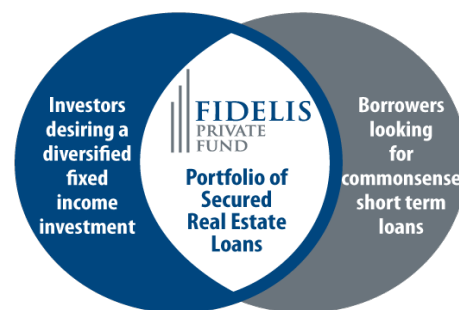 Investors
desiring a
diversified
fixed
income
investment
FIDELIS
PRIVATE
FUND
Portfolio of
Secured
Real Estate
Loans
Borrowers
looking
for
commonsense
short term
loans